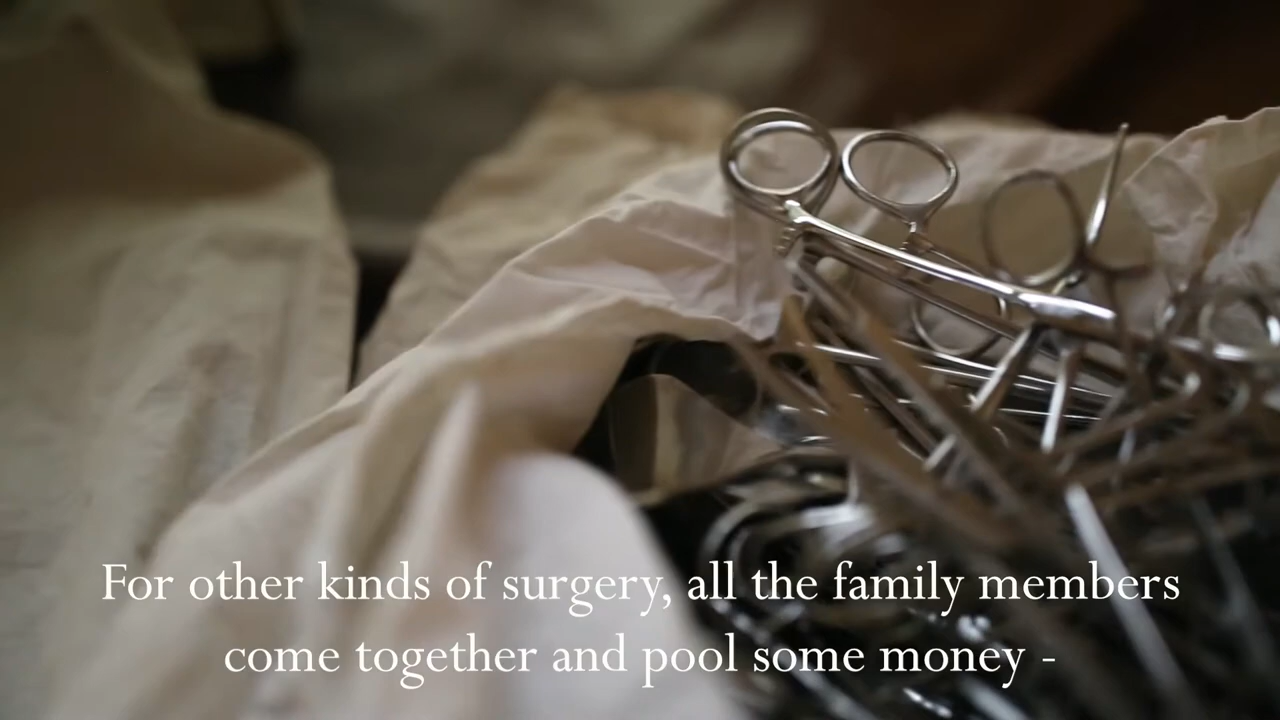 For other kinds of surgery, all the family members
come together and pool some money -